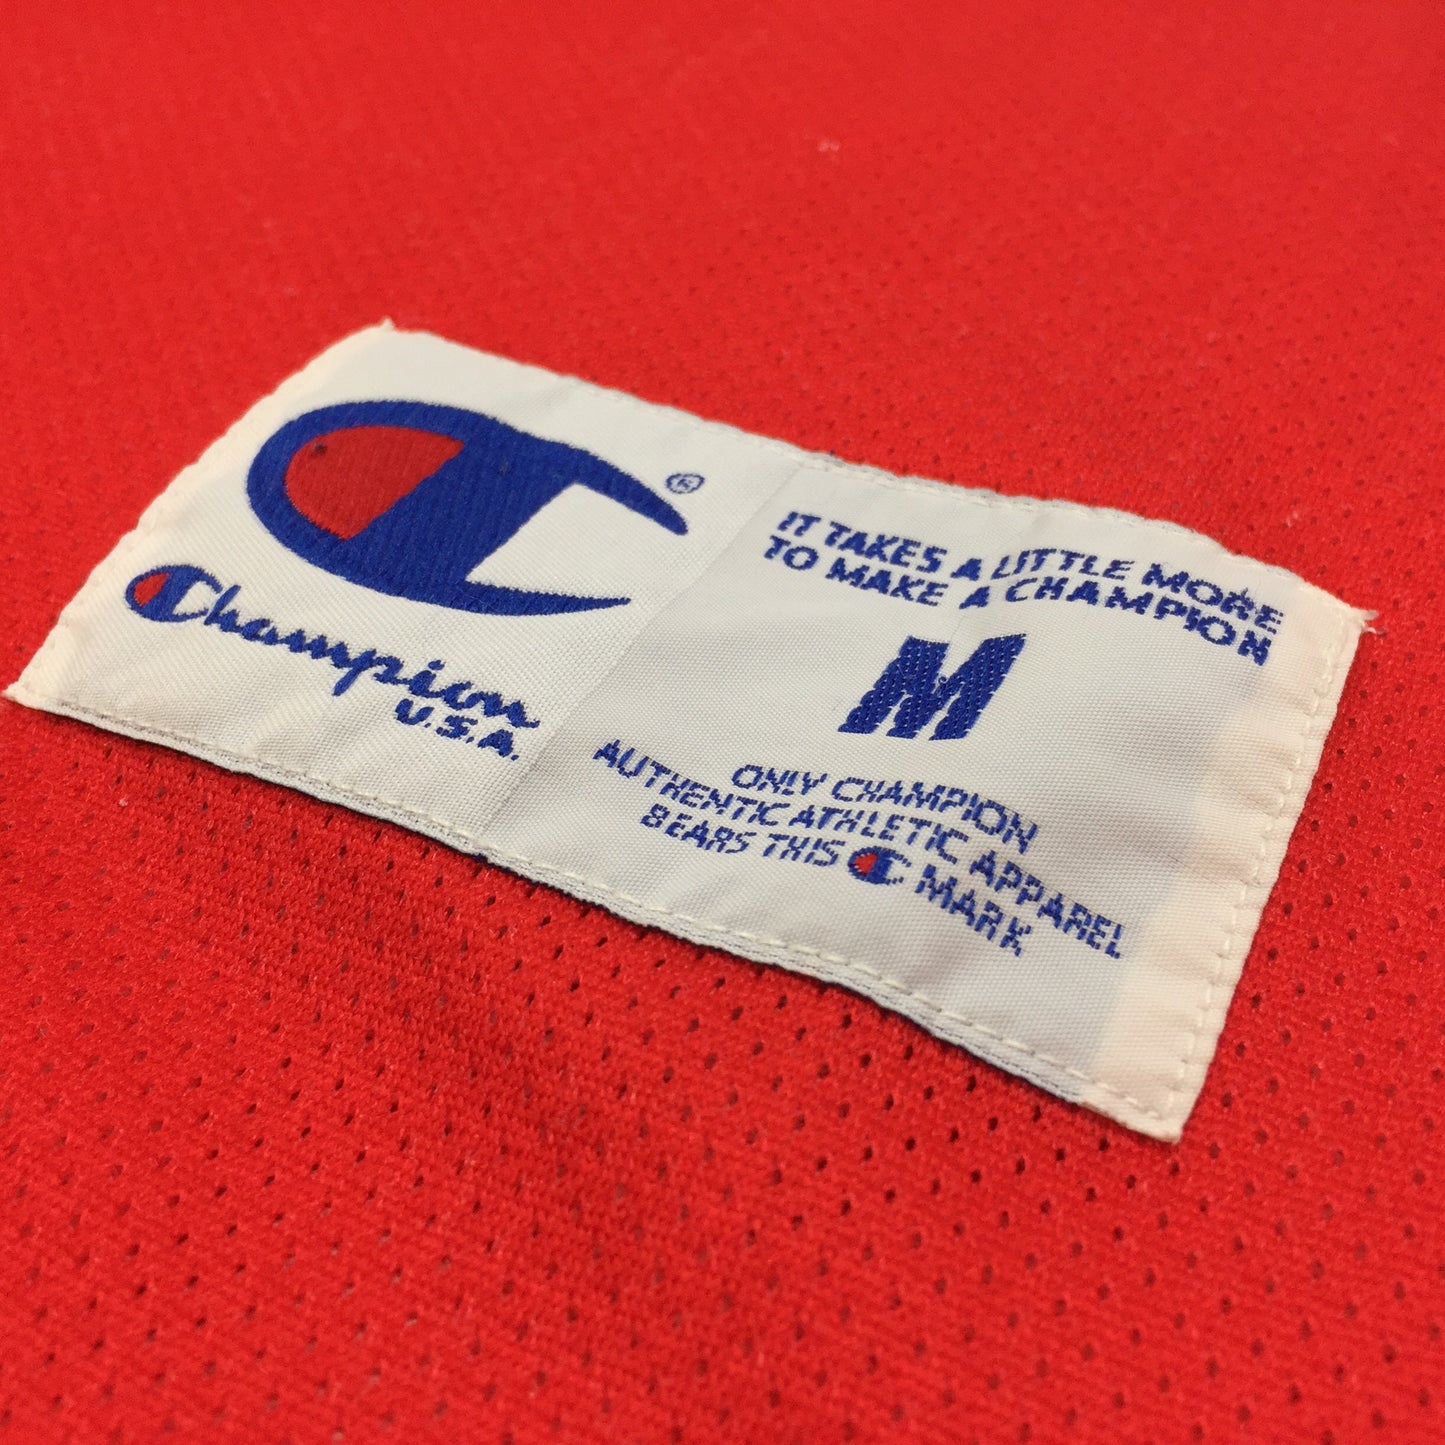 ®
Champion
U.S.A.
IT TAKES A LITTLE MORE
TO MAKE A CHAMPION
M
ONLY CHAMPION
AUTHENTIC ATHLETIC APPAREL
BEARS THIS C MARK